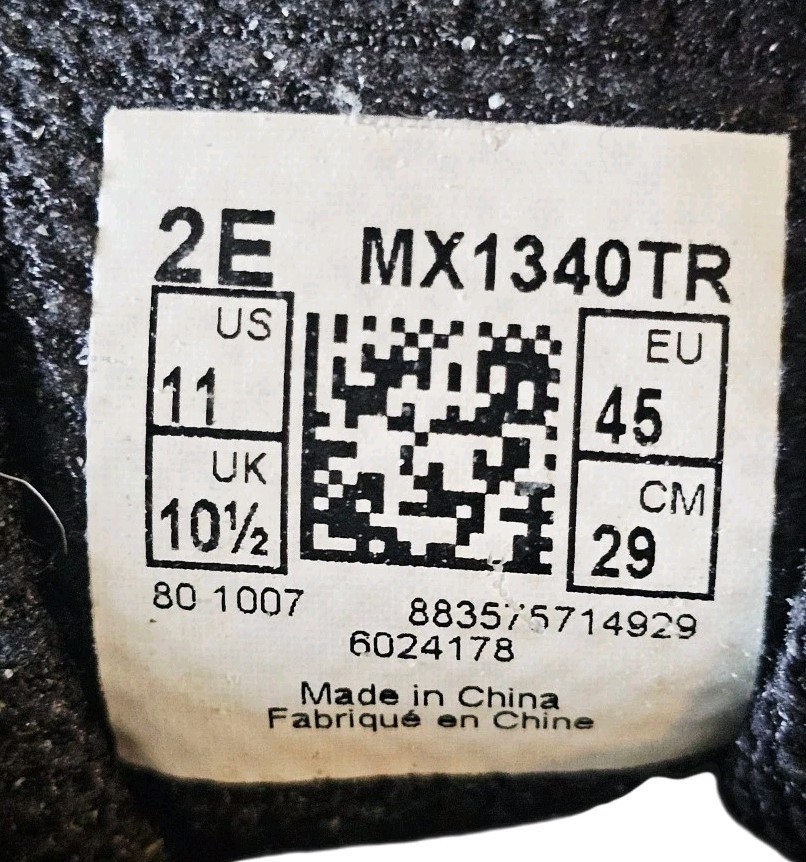 2E MX1340TR
US
11
UK
10½
EU
45
CM
29
80 1007 883575714929
6024178
Made in China
Fabriqué en Chine